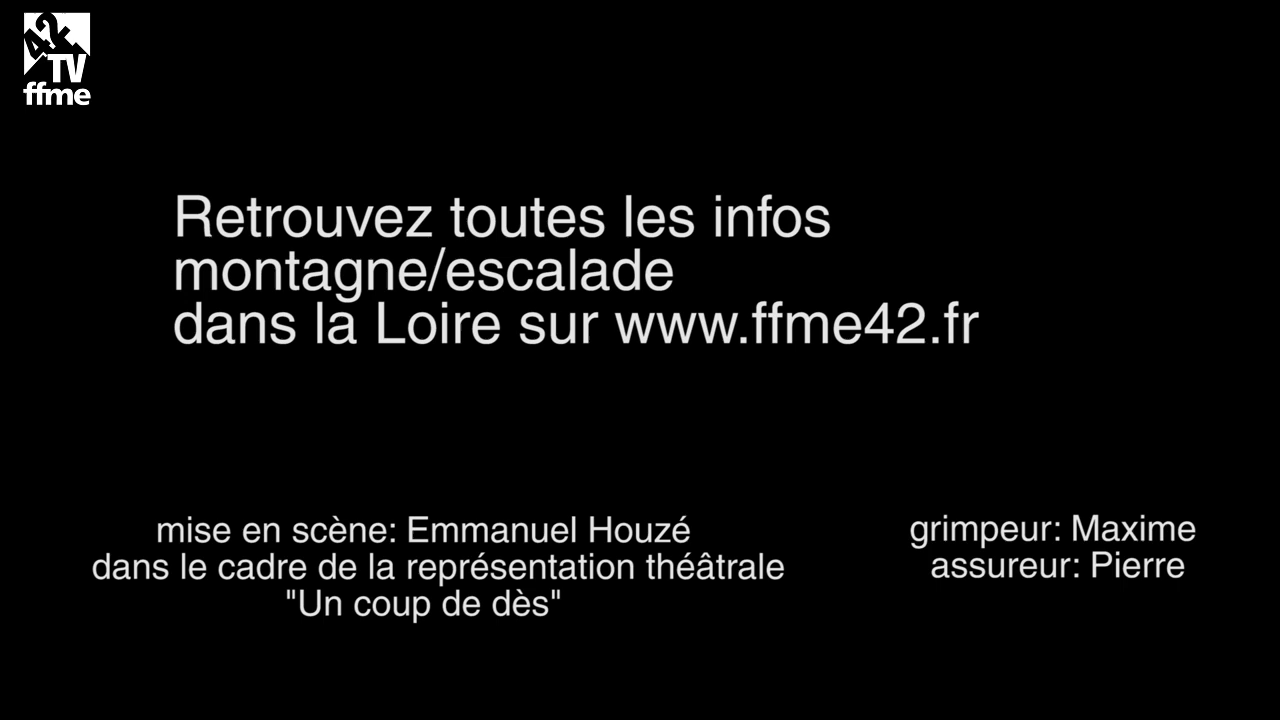 42
TV
ffme
Retrouvez toutes les infos
montagne/escalade
dans la Loire sur www.ffme42.fr
mise en scène: Emmanuel Houzé
dans le cadre de la représentation théâtrale
"Un coup de dès"
grimpeur: Maxime
assureur: Pierre